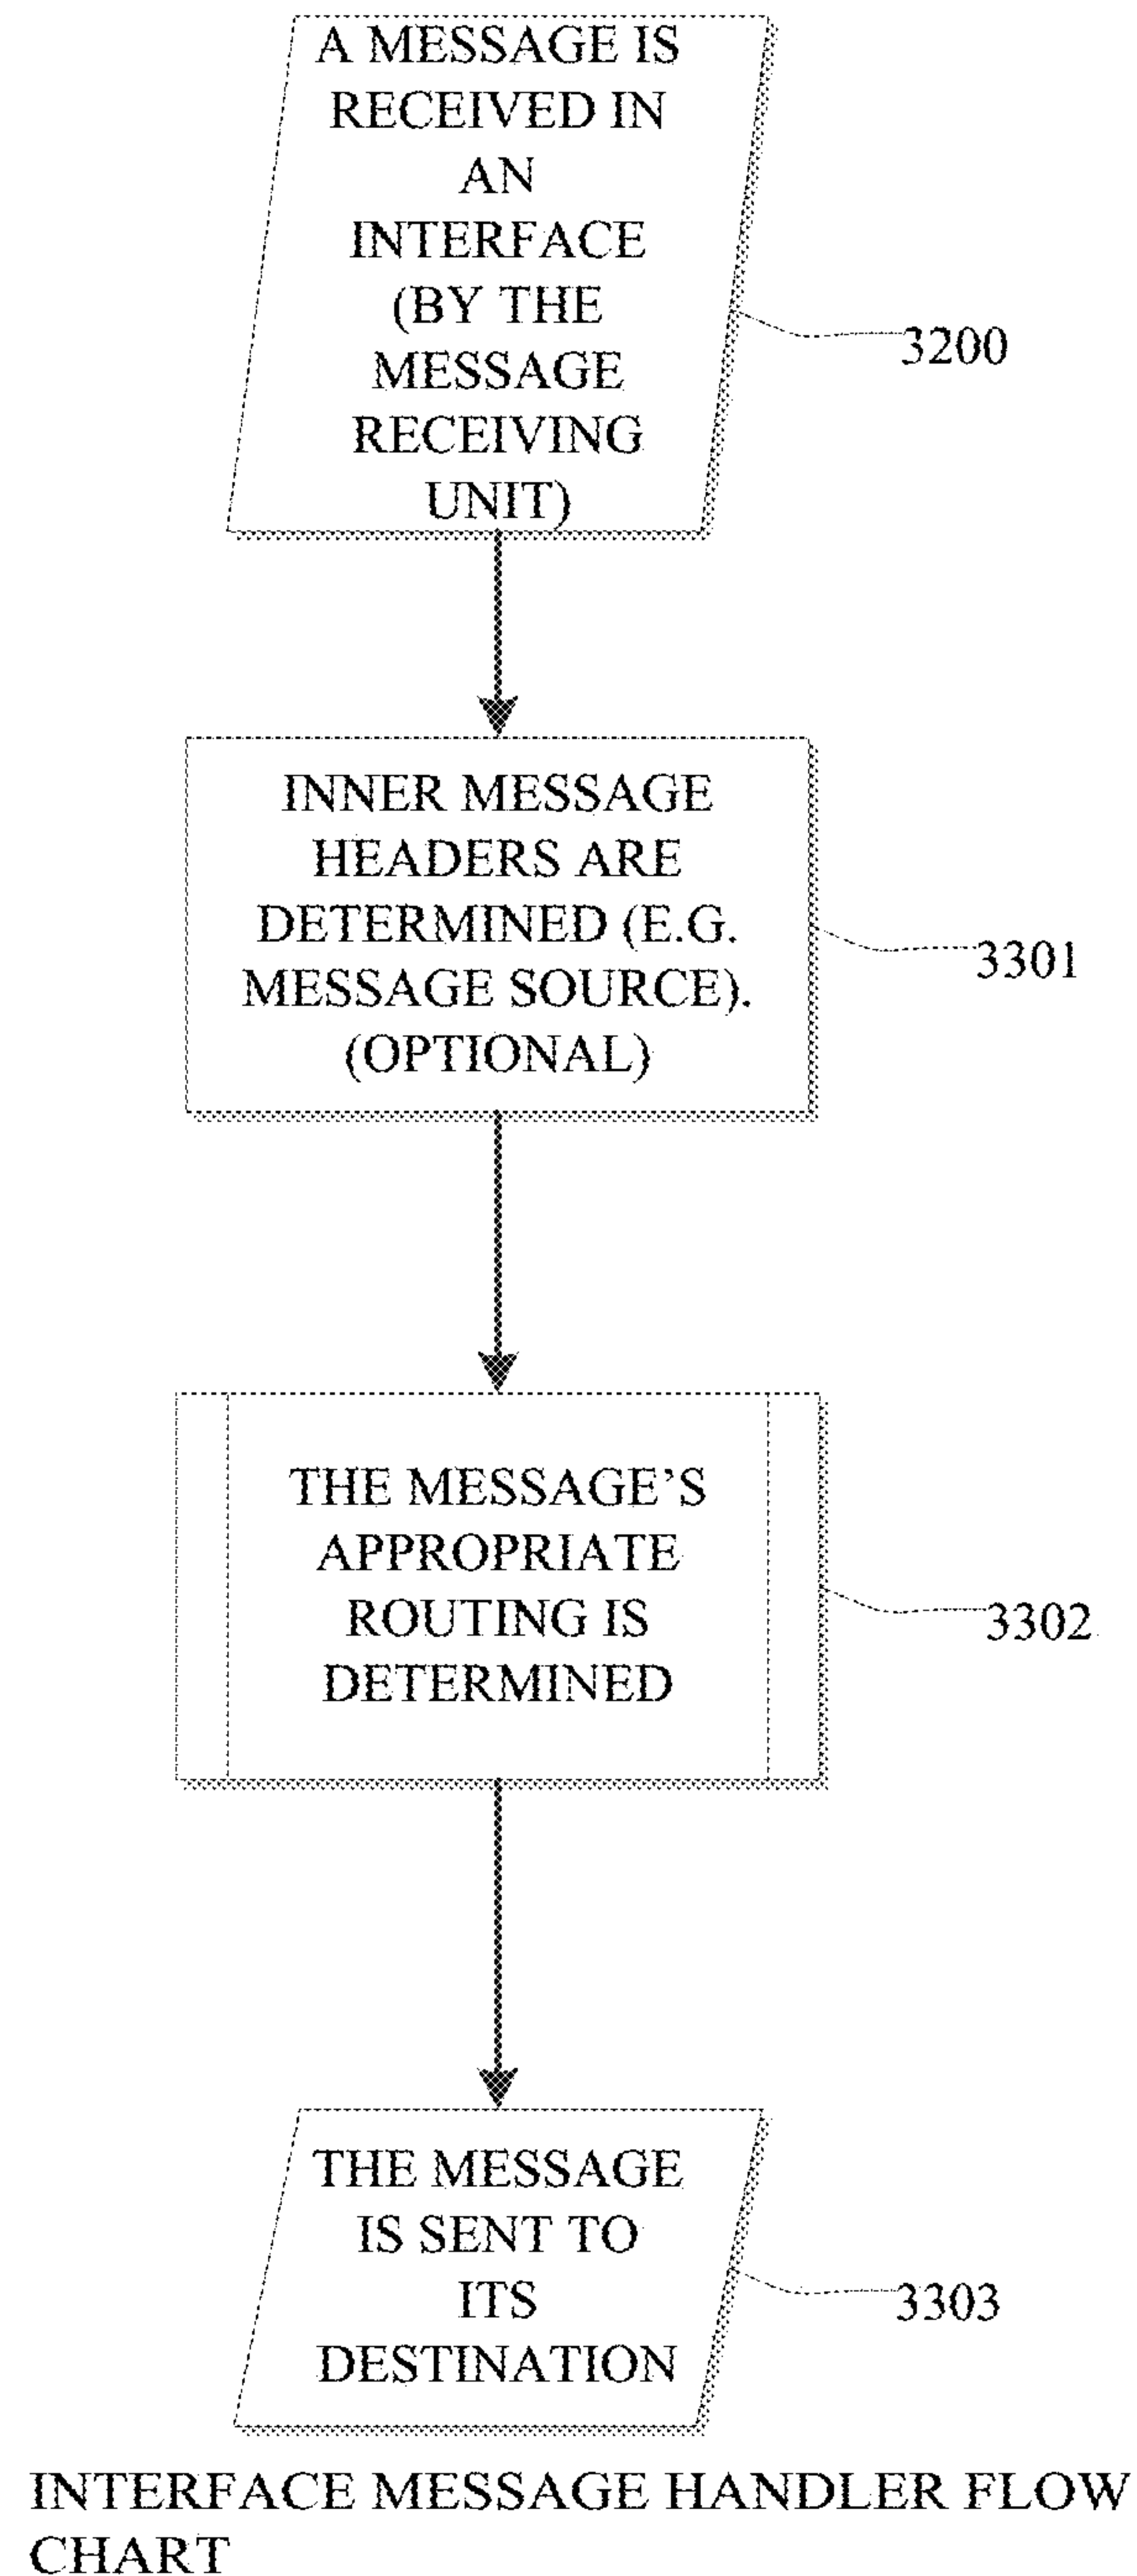 A MESSAGE IS
RECEIVED IN
AN
INTERFACE
(BY THE
MESSAGE
RECEIVING
UNIT)
3200
INNER MESSAGE
HEADERS ARE
DETERMINED (E.G.
MESSAGE SOURCE).
(OPTIONAL)
3301
THE MESSAGE’S
APPROPRIATE
ROUTING IS
DETERMINED
3302
THE MESSAGE
IS SENT TO
ITS
DESTINATION
3303
INTERFACE MESSAGE HANDLER FLOW
CHART